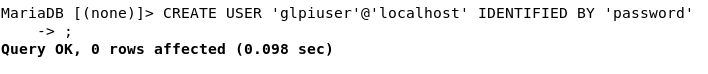 MariaDB [(none)]> CREATE USER 'glpiuser'@'localhost' IDENTIFIED BY 'password'
    -> ;
Query OK, 0 rows affected (0.098 sec)